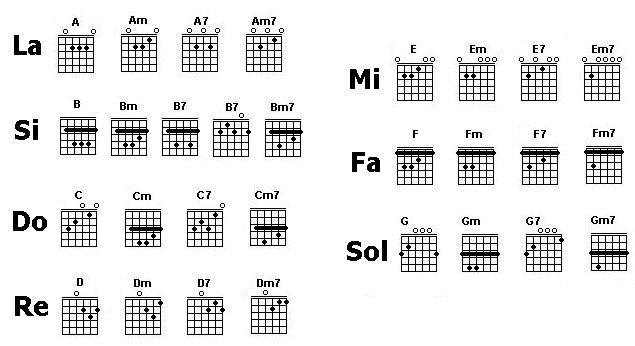 La A Am A7 Am7
Si B Bm B7 B7 Bm7
Do C Cm C7 Cm7
Re D Dm D7 Dm7
Mi E Em E7 Em7
Fa F Fm F7 Fm7
Sol G Gm G7 Gm7